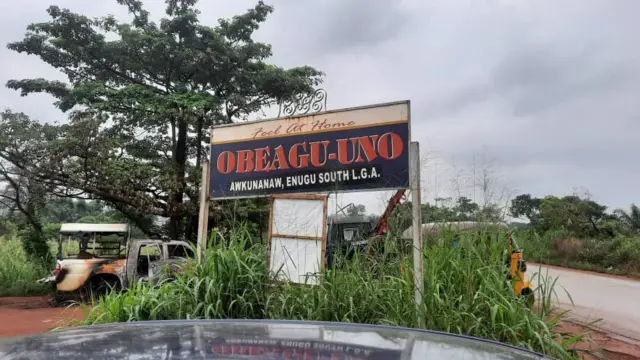 Feel At Home
OBEAGU-UNO
AWKUNANAW, ENUGU SOUTH L.G.A.